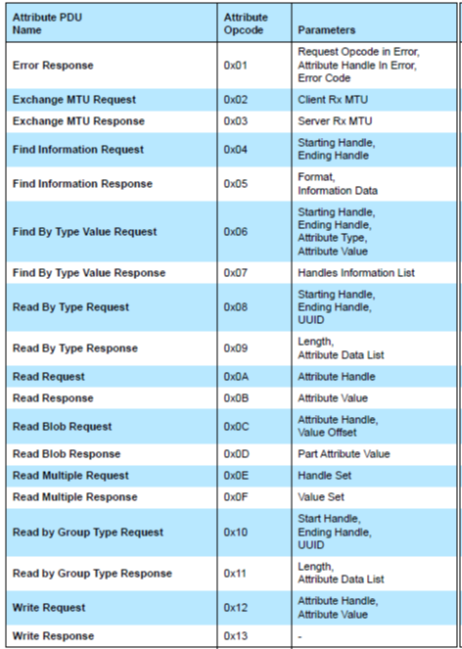 Attribute PDU
Name
Attribute
Opcode
Parameters
Error Response
0x01
Request Opcode in Error,
Attribute Handle In Error,
Error Code
Exchange MTU Request
0x02
Client Rx MTU
Exchange MTU Response
0x03
Server Rx MTU
Find Information Request
0x04
Starting Handle,
Ending Handle
Find Information Response
0x05
Format,
Information Data
Find By Type Value Request
0x06
Starting Handle,
Ending Handle,
Attribute Type,
Attribute Value
Find By Type Value Response
0x07
Handles Information List
Read By Type Request
0x08
Starting Handle,
Ending Handle,
UUID
Read By Type Response
0x09
Length,
Attribute Data List
Read Request
0x0A
Attribute Handle
Read Response
0x0B
Attribute Value
Read Blob Request
0x0C
Attribute Handle,
Value Offset
Read Blob Response
0x0D
Part Attribute Value
Read Multiple Request
0x0E
Handle Set
Read Multiple Response
0x0F
Value Set
Read by Group Type Request
0x10
Start Handle,
Ending Handle,
UUID
Read by Group Type Response
0x11
Length,
Attribute Data List
Write Request
0x12
Attribute Handle,
Attribute Value
Write Response
0x13
-